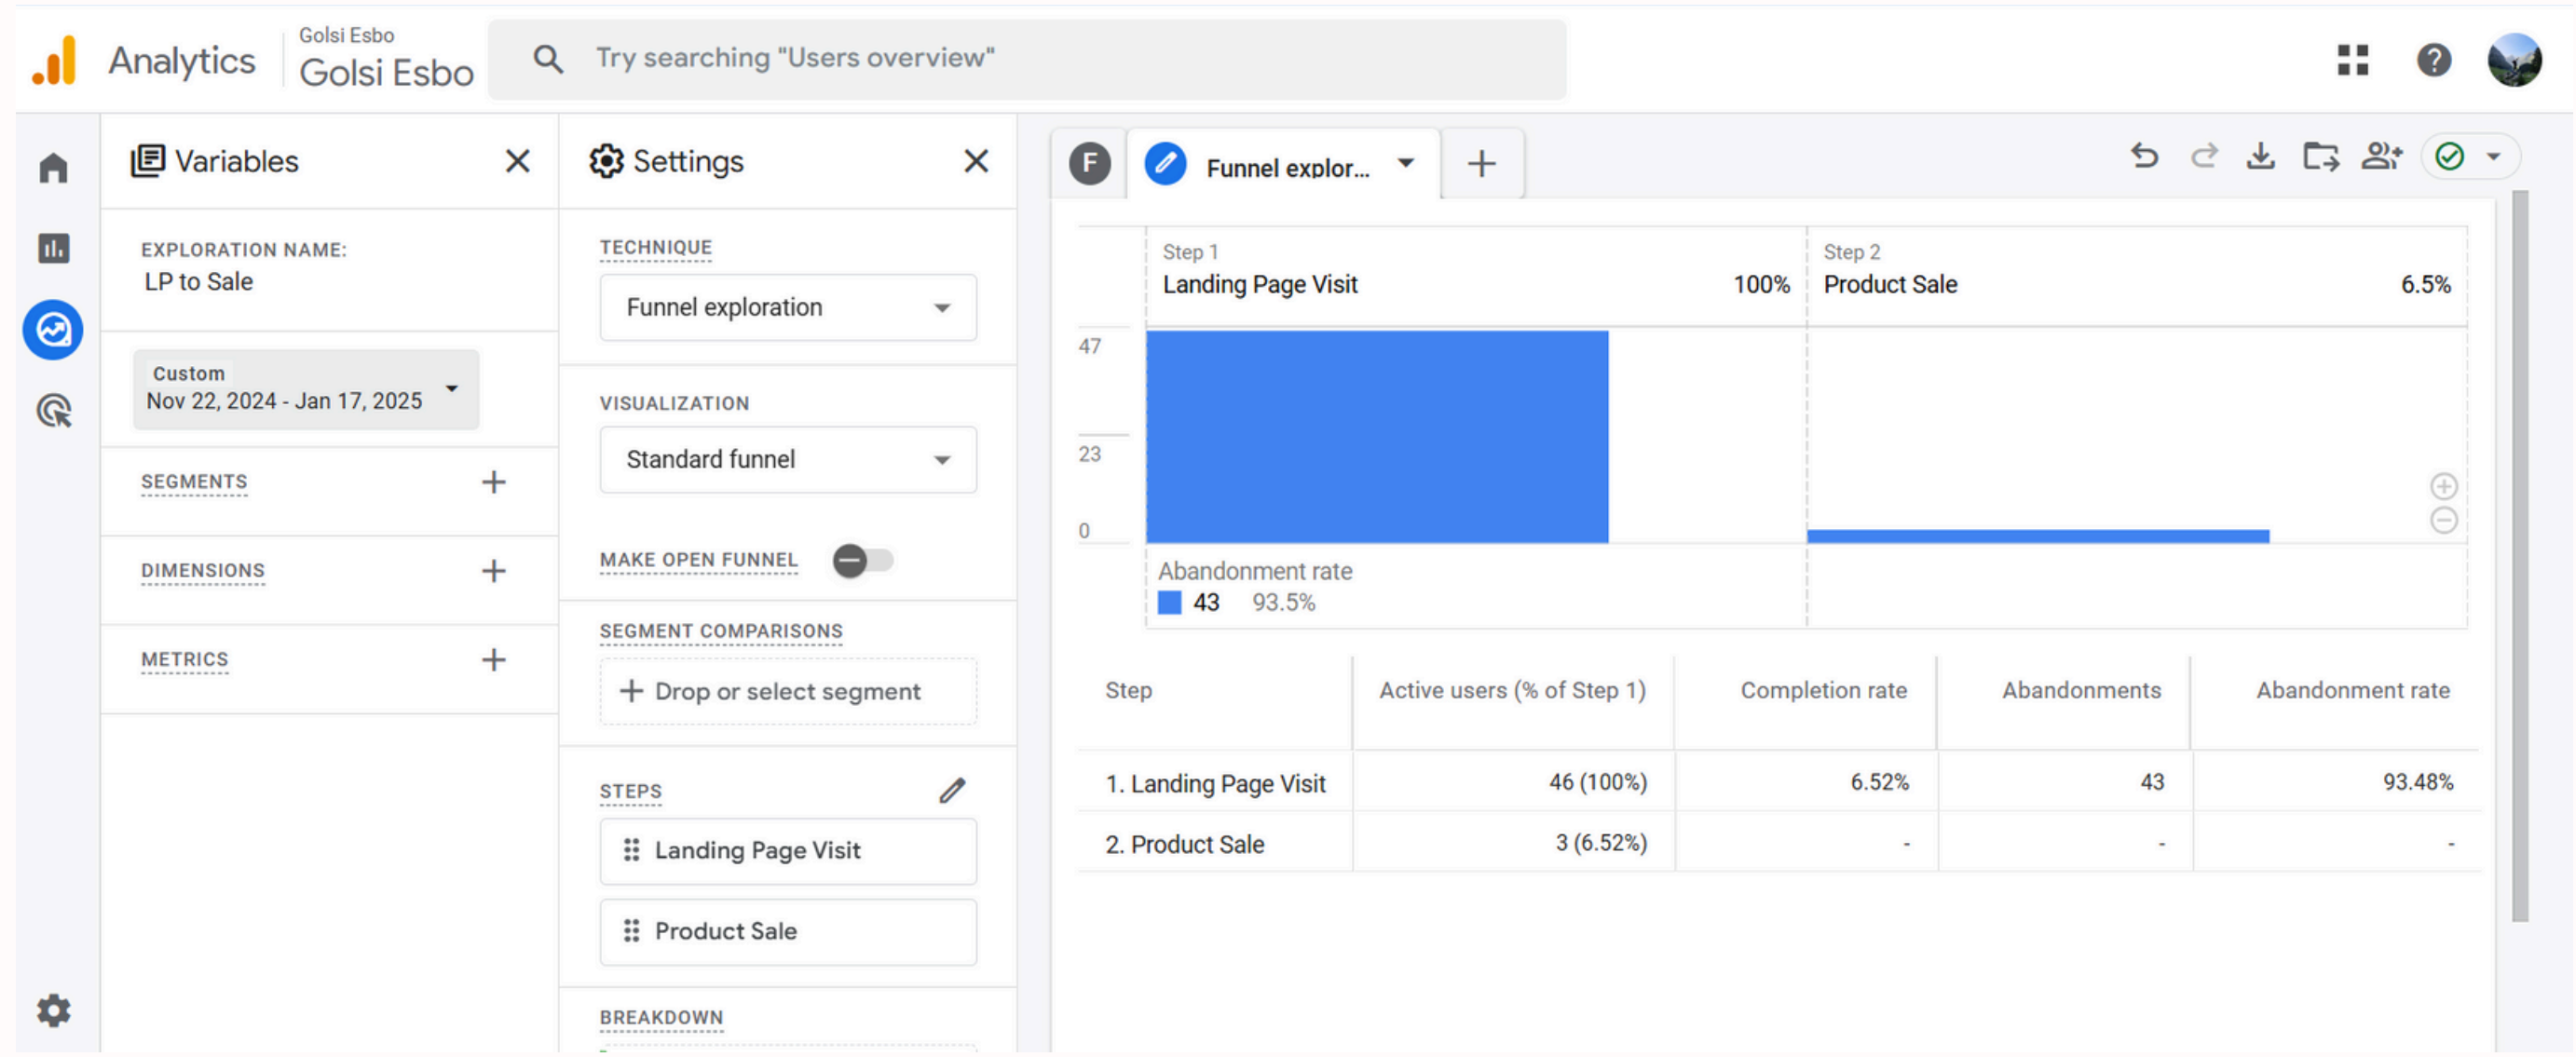 Analytics
Golsi Esbo
Golsi Esbo
Try searching "Users overview"
Variables
EXPLORATION NAME:
LP to Sale
Custom
Nov 22, 2024 - Jan 17, 2025
SEGMENTS
DIMENSIONS
METRICS
Settings
TECHNIQUE
Funnel exploration
VISUALIZATION
Standard funnel
MAKE OPEN FUNNEL
SEGMENT COMPARISONS
Drop or select segment
STEPS
Landing Page Visit
Product Sale
BREAKDOWN
F
Funnel explor...
Step 1
Landing Page Visit 100%
Step 2
Product Sale 6.5%
47
23
0
Abandonment rate
43 93.5%
Step Active users (% of Step 1) Completion rate Abandonments Abandonment rate
1. Landing Page Visit 46 (100%) 6.52% 43 93.48%
2. Product Sale 3 (6.52%) - - -